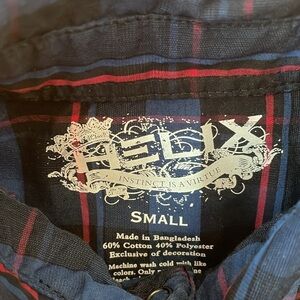 HELIX
INSTINCT IS A VIRTUE
SMALL
Made in Bangladesh
60% Cotton 40% Polyester
Exclusive of decoration
Machine wash cold with like
colors. Only